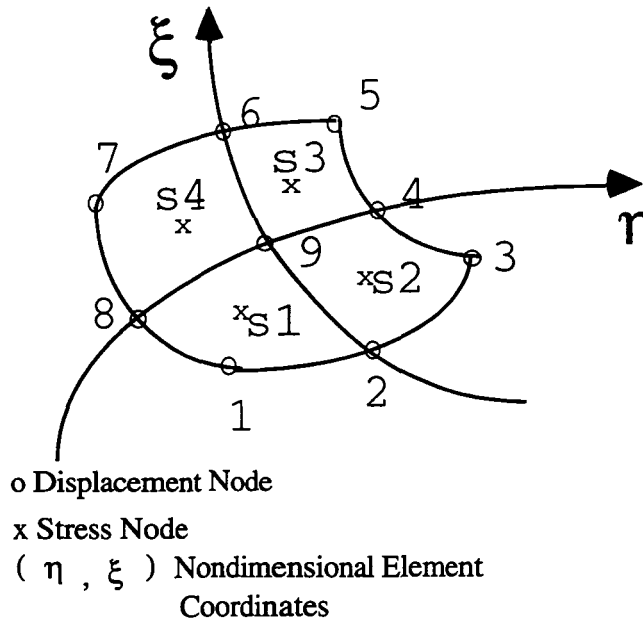 ξ
5
6
7
s3
s4
4
η
9
3
s2
8
s1
2
1
o Displacement Node
x Stress Node
( η , ξ ) Nondimensional Element
Coordinates